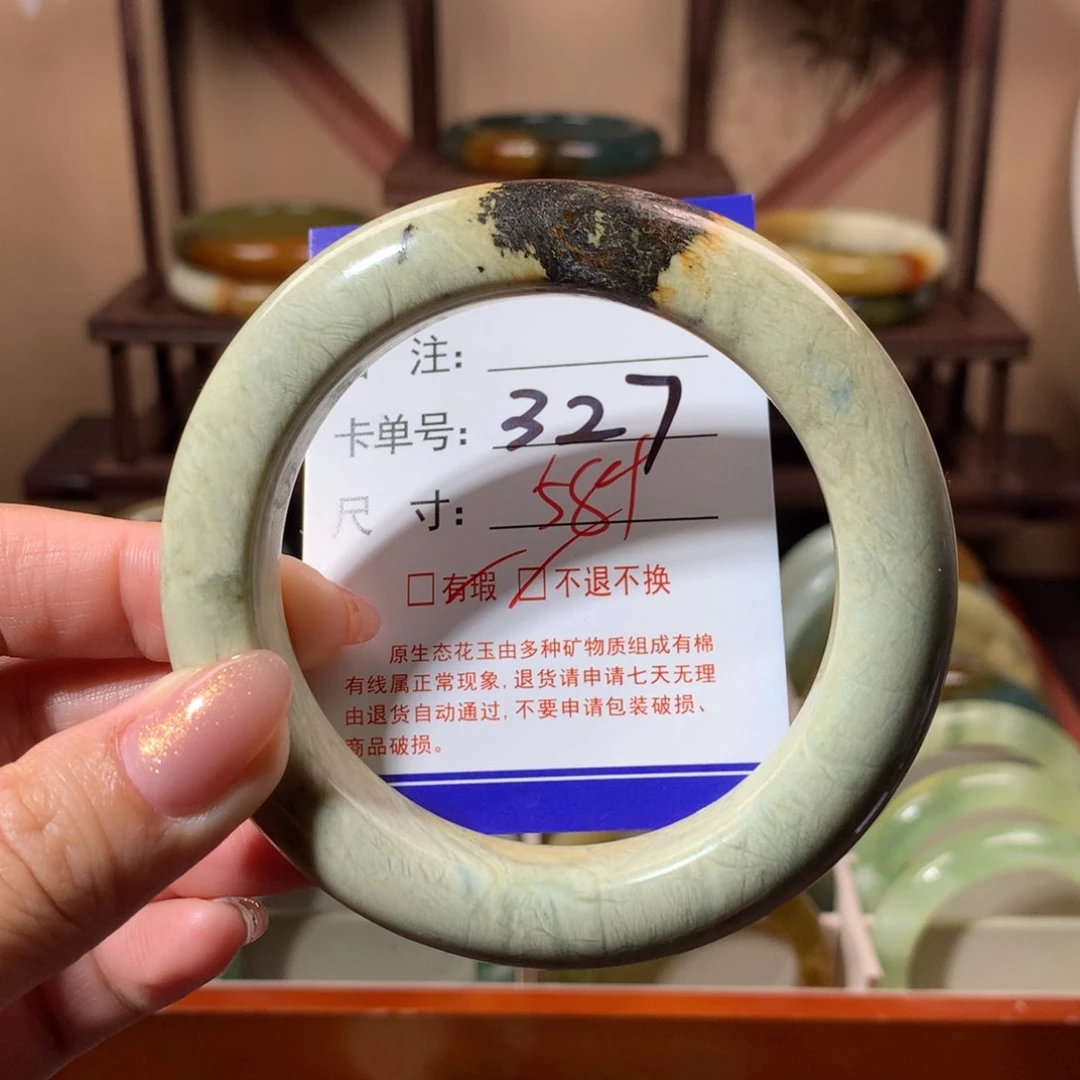 注:
卡单号: 327
尺 寸: 584
□有瑕 □不退不换
原生态花玉由多种矿物质组成有棉
有线属正常现象,退货请申请七天无理
由退货自动通过,不要申请包装破损、
商品破损。